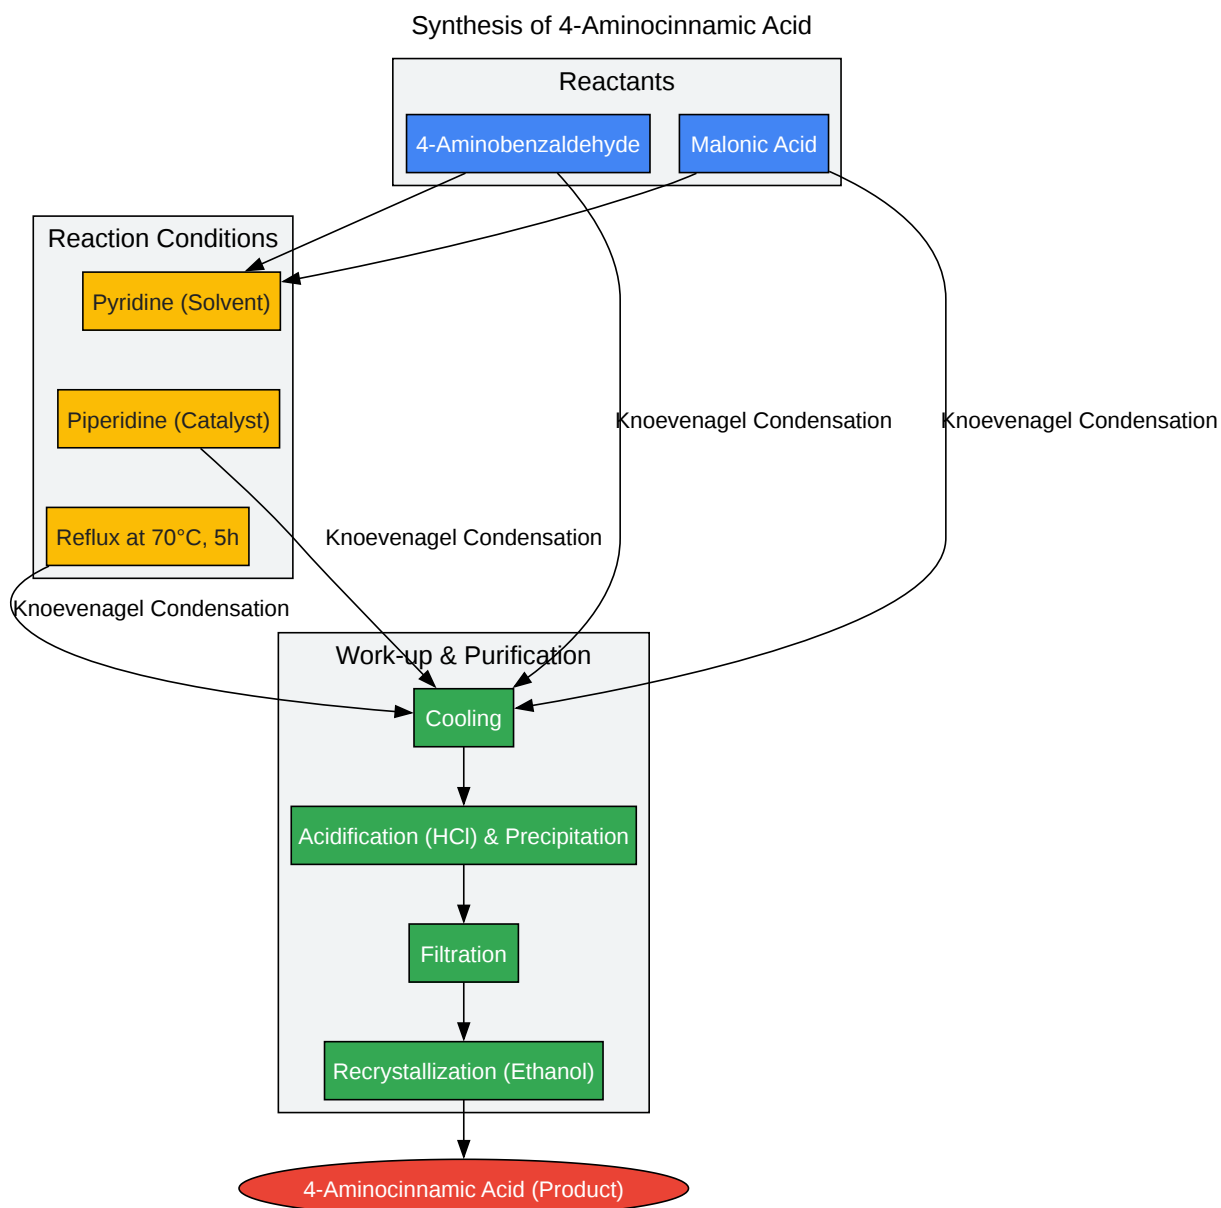 Synthesis of 4-Aminocinnamic Acid
Reactants
4-Aminobenzaldehyde
Malonic Acid
Reaction Conditions
Pyridine (Solvent)
Piperidine (Catalyst)
Knoevenagel Condensation
Knoevenagel Condensation
Reflux at 70°C, 5h
Knoevenagel Condensation
Knoevenagel Condensation
Work-up & Purification
Cooling
Acidification (HCl) & Precipitation
Filtration
Recrystallization (Ethanol)
4-Aminocinnamic Acid (Product)